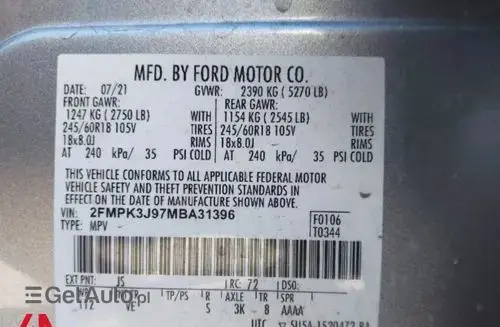 MFD. BY FORD MOTOR CO.
DATE: 07/21 GVWR: 2390 KG ( 5270 LB)
FRONT GAWR: REAR GAWR:
1247 KG ( 2750 LB) WITH 1154 KG ( 2545 LB) WITH
245/60R18 105V TIRES 245/60R18 105V TIRES
18x8.0J RIMS 18x8.0J RIMS
AT 240 kPa/ 35 PSI COLD AT 240 kPa/ 35 PSI COLD
THIS VEHICLE CONFORMS TO ALL APPLICABLE FEDERAL MOTOR
VEHICLE SAFETY AND THEFT PREVENTION STANDARDS IN
EFFECT ON THE DATE OF MANUFACTURE SHOWN ABOVE.
VIN: 2FMPK3J97MBA31396 F0106
TYPE: MPV T0344
EXT PNT: JS RC: 72 DSO:
GetAuto.pl TP/PS R AXLE TR SPR
112 S 3K 8 AAAA
UTC